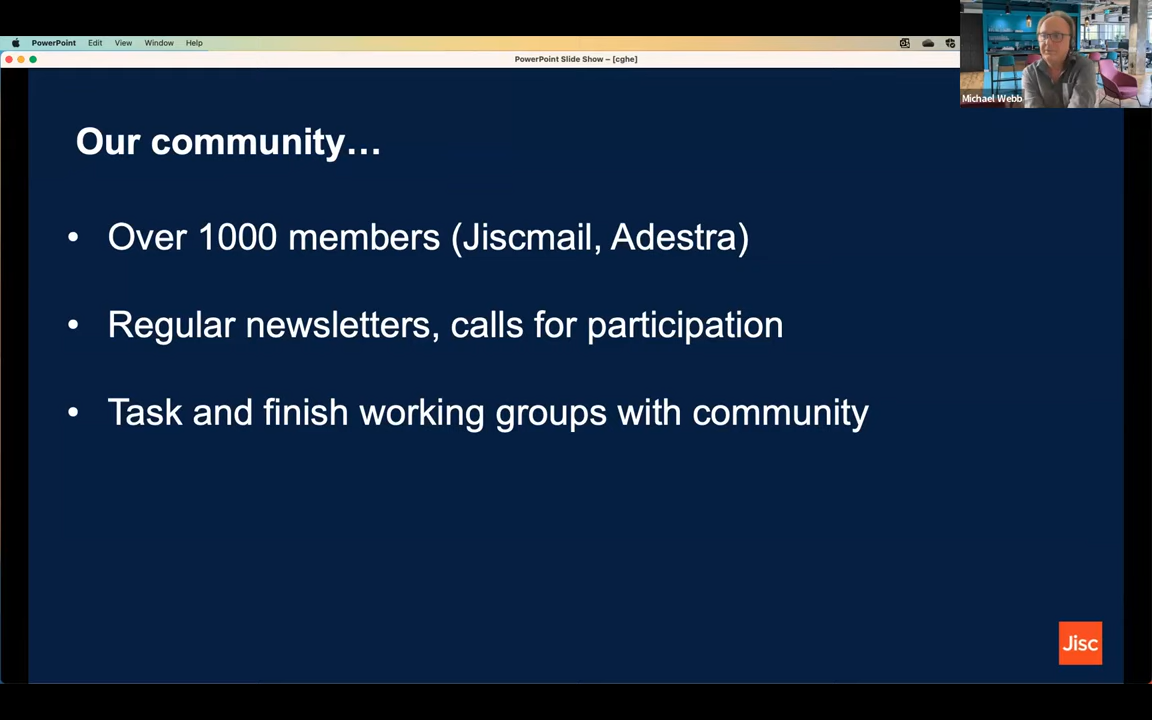 PowerPoint Edit View Window Help
PowerPoint Slide Show – [cghe]
Michael Webb
Our community…
• Over 1000 members (Jiscmail, Adestra)
• Regular newsletters, calls for participation
• Task and finish working groups with community
Jisc